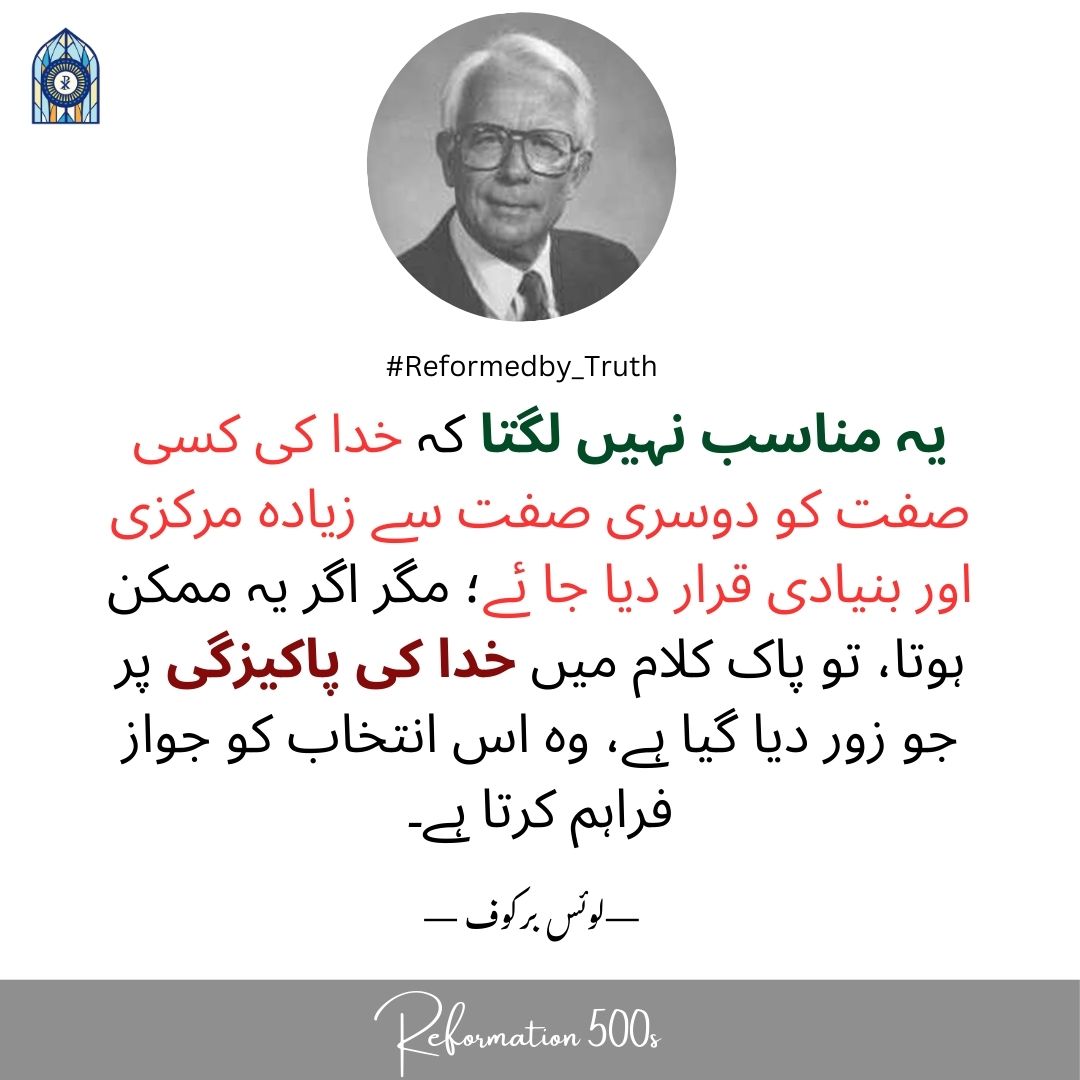 #Reformedby_Truth
یہ مناسب نہیں لگتا کہ خدا کی کسی
صفت کو دوسری صفت سے زیادہ مرکزی
اور بنیادی قرار دیا جا ئے؛ مگر اگر یہ ممکن
ہوتا، تو پاک کلام میں خدا کی پاکیزگی پر
جو زور دیا گیا ہے، وہ اس انتخاب کو جواز
فراہم کرتا ہے۔
—لوئس برکوف —
Reformation 500s